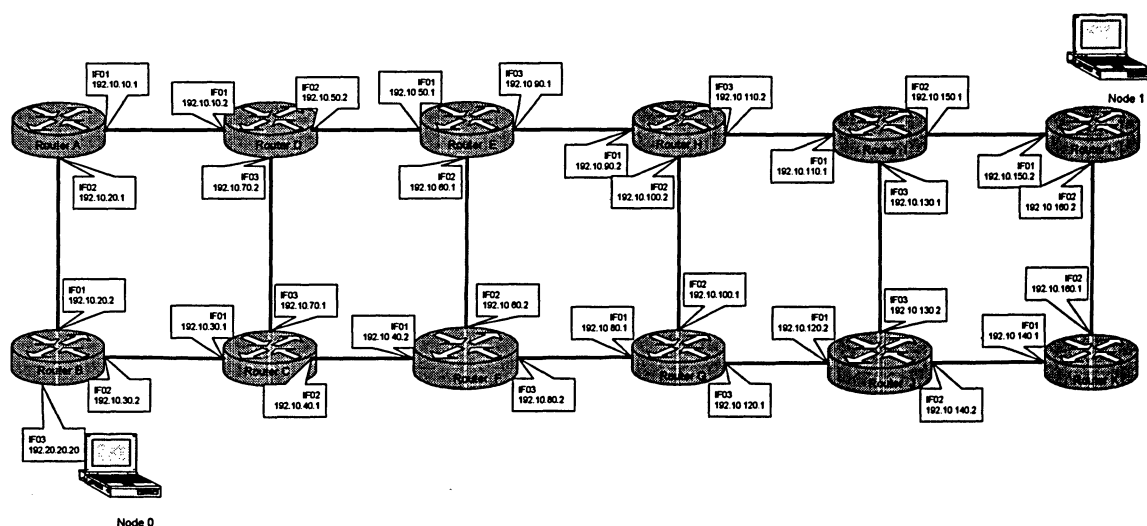 IF01
192.10.10.1
IF01
192.10.10.2
IF02
192.10.50.2
IF01
192.10 50.1
IF03
192.10 90.1
IF03
192.10 110.2
IF02
192.10 150.1
Node 1
Router A
Router D
Router E
Router H
Router L
IF02
192.10.20.1
IF03
192.10.70.2
IF02
192.10 60.1
IF01
192.10.90.2
IF02
192.10.100.2
IF01
192.10.110.1
IF03
192.10.130 1
IF01
192.10.150.2
IF02
192 10 160 2
IF01
192.10.20.2
IF01
192.10.30.1
IF03
192.10.70.1
IF01
192.10 40.2
IF02
192.10 60.2
IF01
192.10 80.1
IF02
192.10.100.1
IF01
192.10.120.2
IF03
192 10 130 2
IF01
192.10 140 1
IF02
192.10.160.1
Router B
Router C
Router F
Router G
Router J
Router K
IF02
192.10.30.2
IF02
192.10.40.1
IF03
192.10.80.2
IF03
192.10 120.1
IF02
192.10 140.2
IF03
192.20.20.20
Node 0